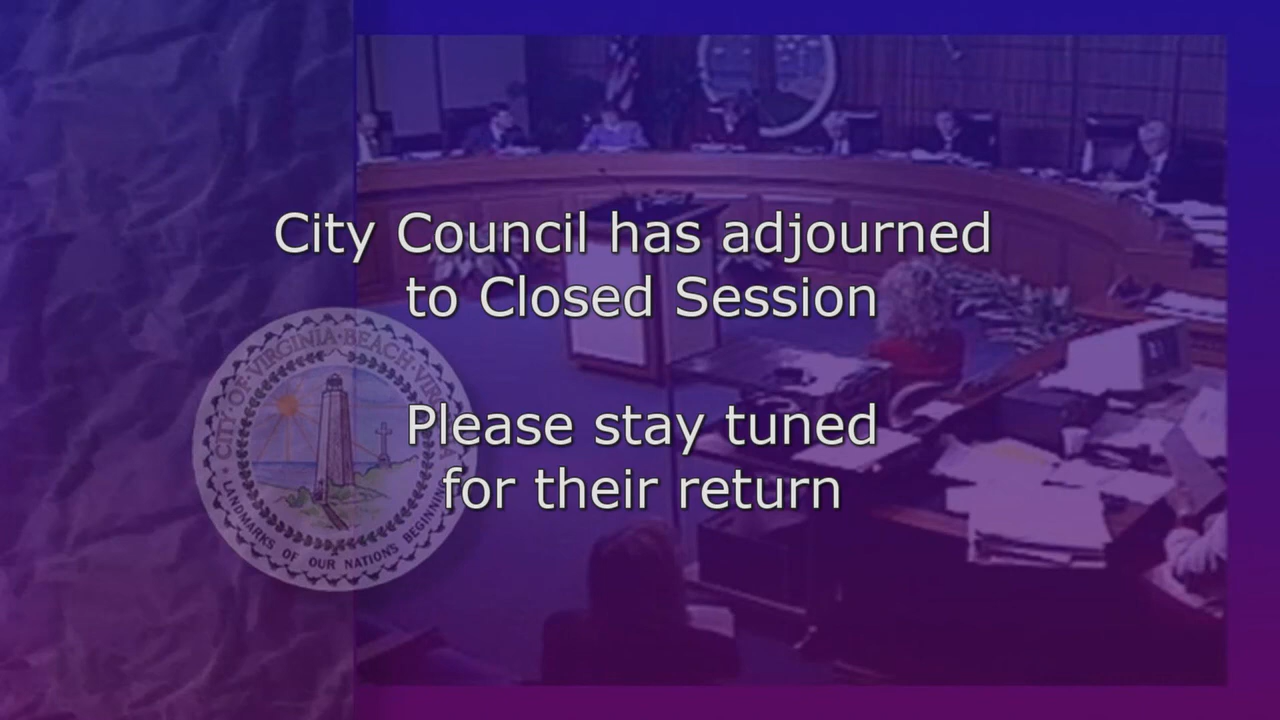 City Council has adjourned
to Closed Session
Please stay tuned
for their return
CITY · OF · VIRGINIA · BEACH · VIRGINIA
LANDMARKS OF OUR NATIONS BEGINNING